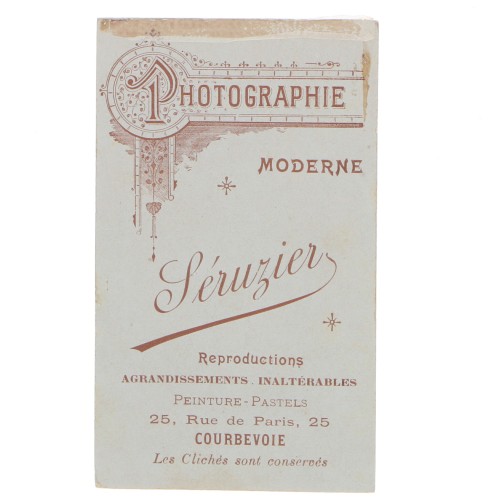 PHOTOGRAPHIE
MODERNE
Séruzier
Reproductions
AGRANDISSEMENTS. INALTÉRABLES
PEINTURE-PASTELS
25, Rue de Paris, 25
COURBEVOIE
Les Clichés sont conservés